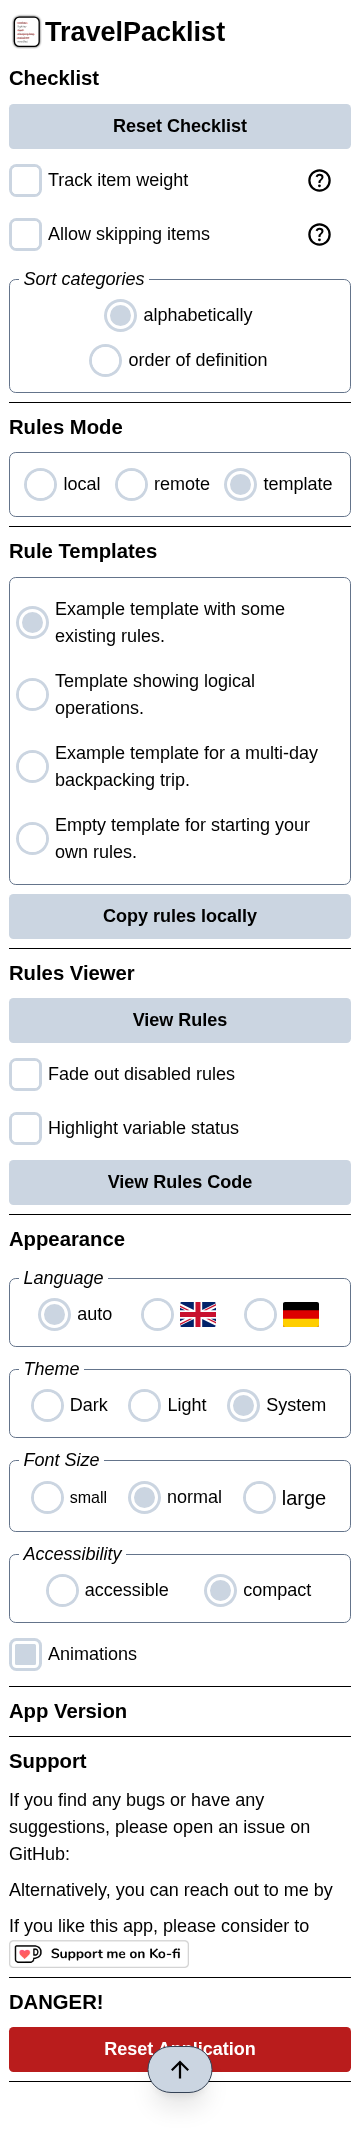 TravelPacklist
Checklist
Reset Checklist
Track item weight
Allow skipping items
Sort categories
alphabetically
order of definition
Rules Mode
local remote template
Rule Templates
Example template with some
existing rules.
Template showing logical
operations.
Example template for a multi-day
backpacking trip.
Empty template for starting your
own rules.
Copy rules locally
Rules Viewer
View Rules
Fade out disabled rules
Highlight variable status
View Rules Code
Appearance
Language
auto
Theme
Dark Light System
Font Size
small normal large
Accessibility
accessible compact
Animations
App Version
Support
If you find any bugs or have any
suggestions, please open an issue on
GitHub:
Alternatively, you can reach out to me by
If you like this app, please consider to
Support me on Ko-fi
DANGER!
Reset Application